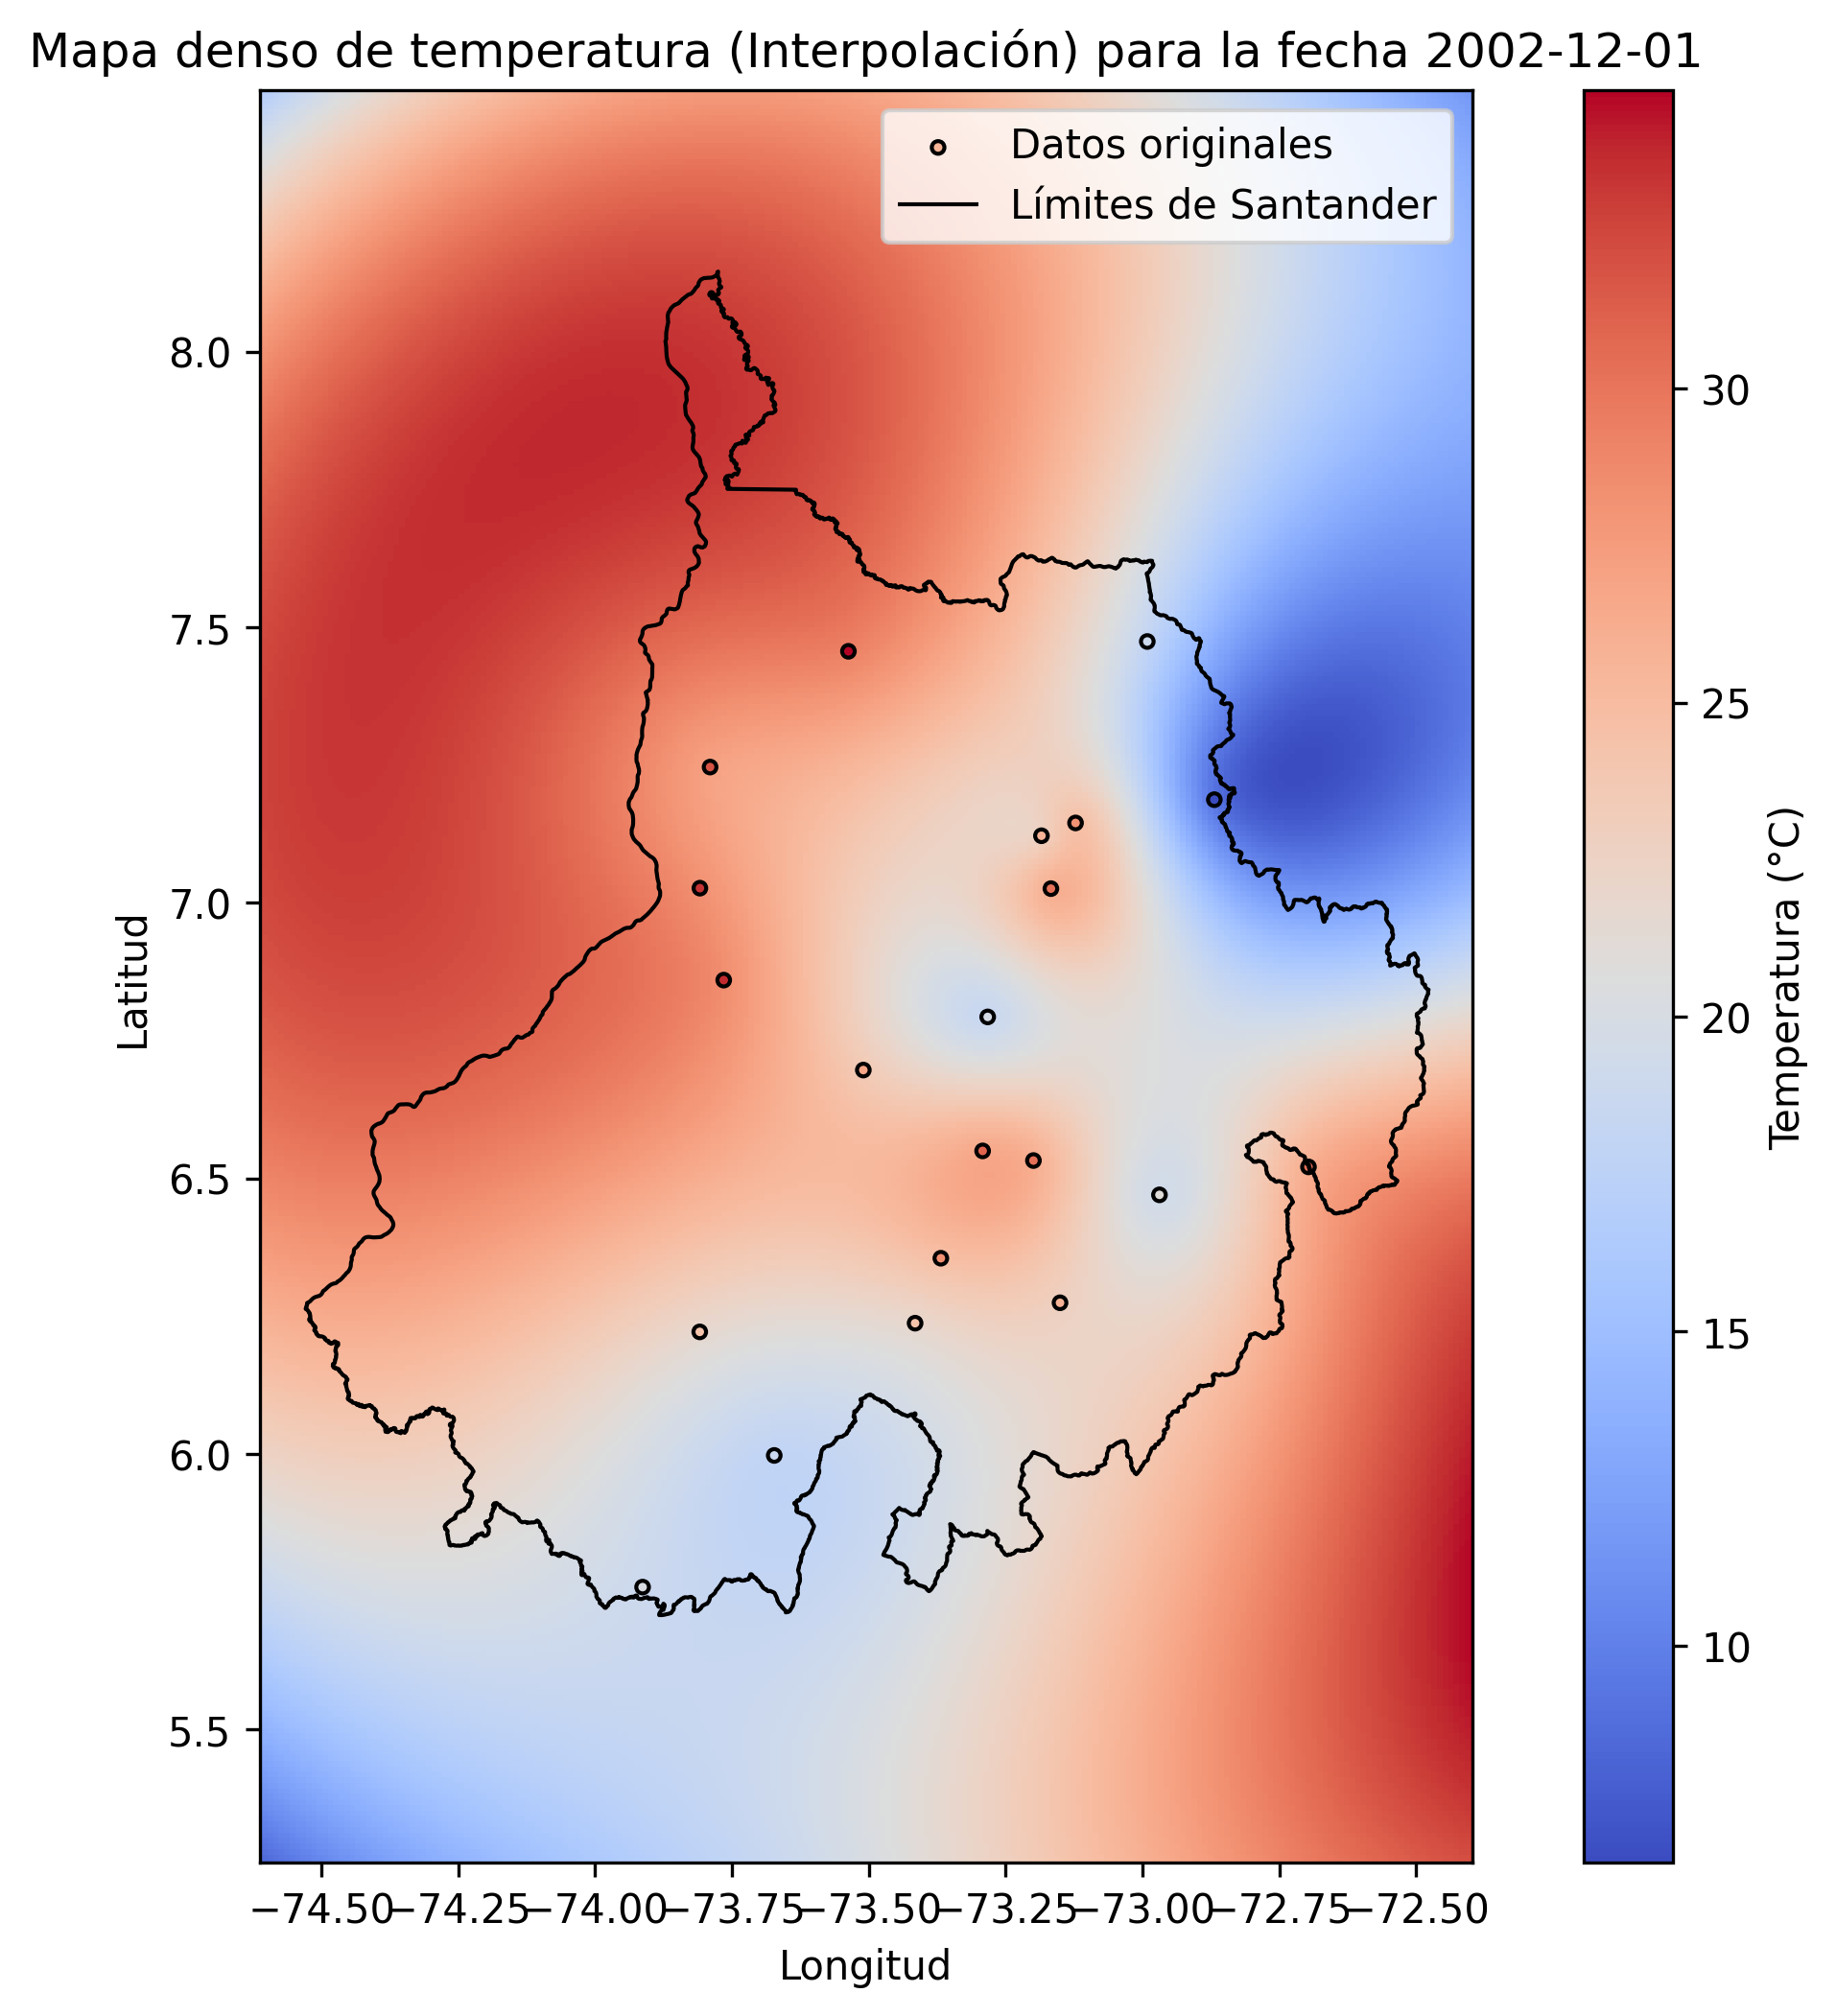 Mapa denso de temperatura (Interpolación) para la fecha 2002-12-01
Datos originales
Límites de Santander
8.0
7.5
7.0
6.5
6.0
5.5
Latitud
−74.50 −74.25 −74.00 −73.75 −73.50 −73.25 −73.00 −72.75 −72.50
Longitud
30
25
20
15
10
Temperatura (°C)